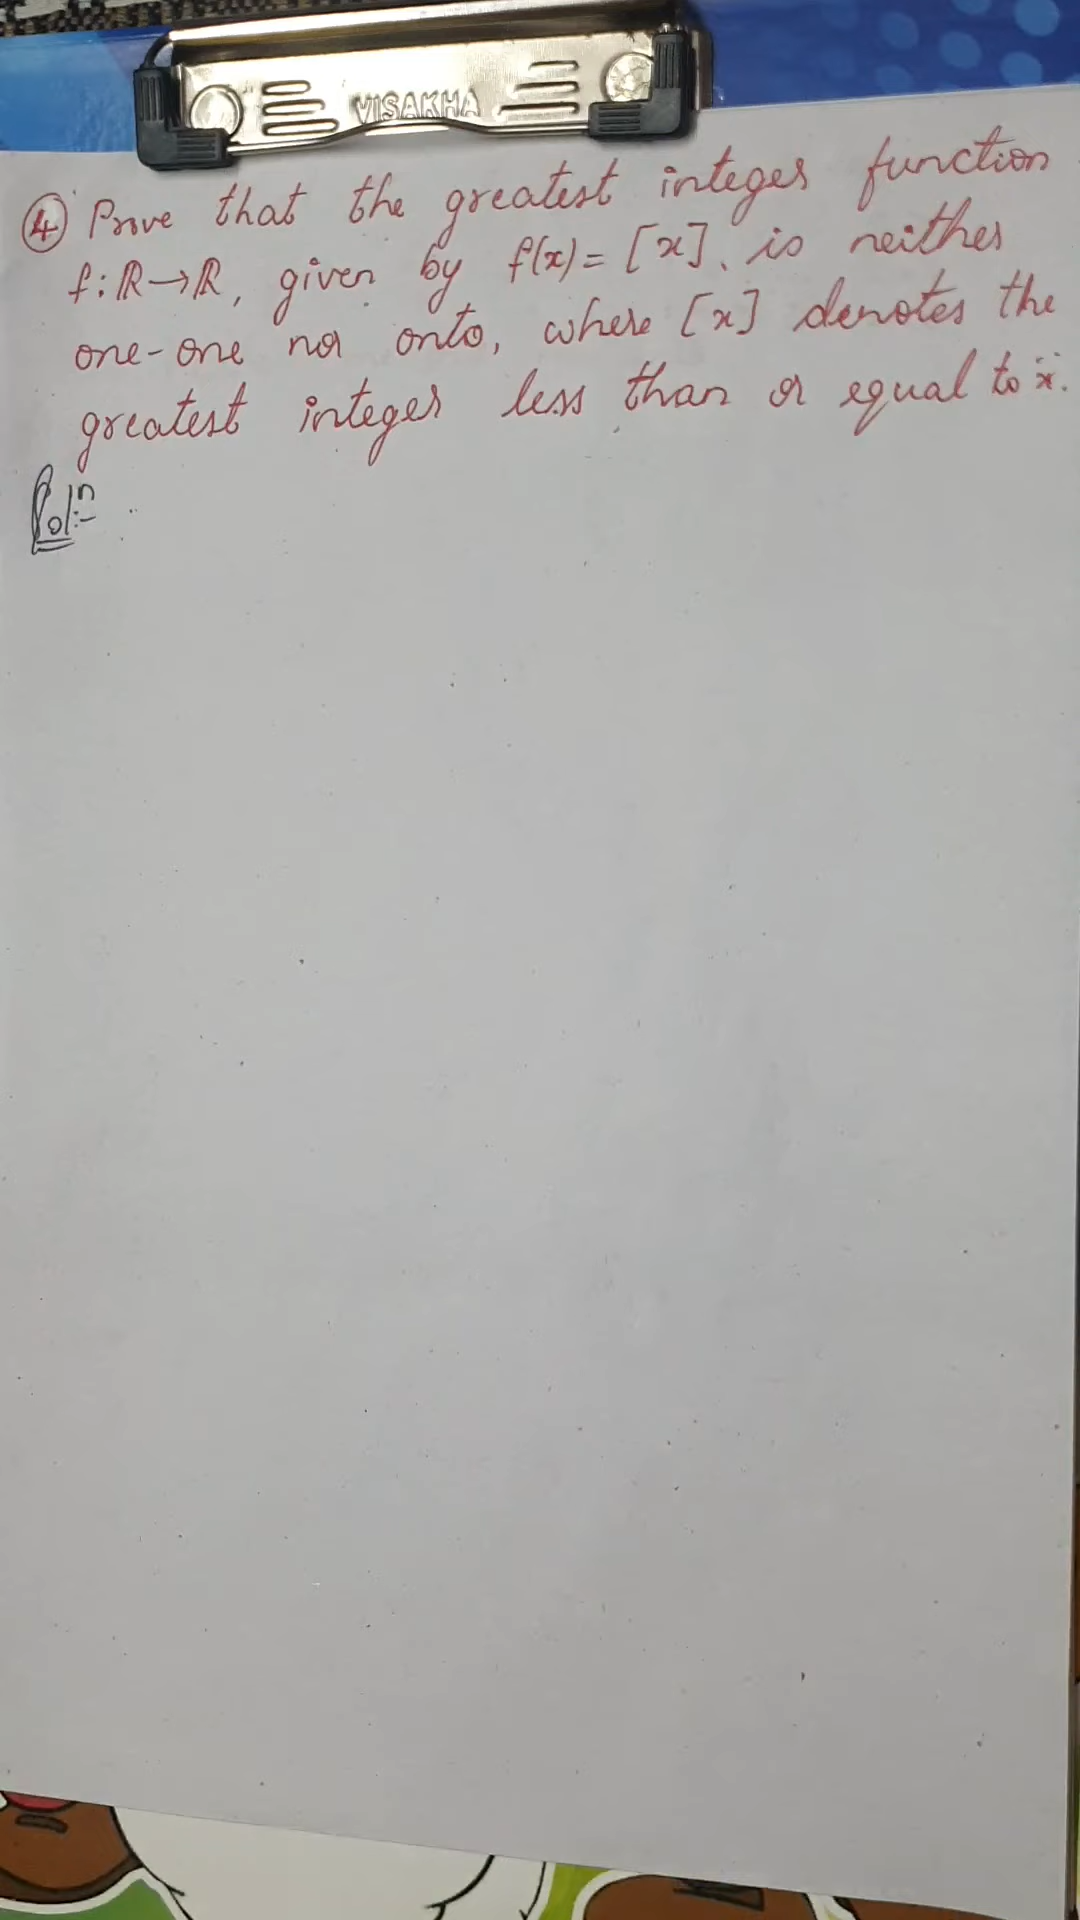 VISAKHA
④ Prove that the greatest integer function
f: ℝ→ℝ, given by f(x) = [x], is neither
one-one nor onto, where [x] denotes the
greatest integer less than or equal to x.
Solⁿ:-